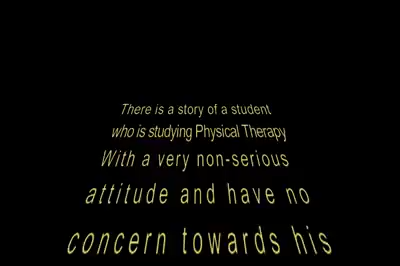 There is a story of a student
who is studying Physical Therapy
With a very non-serious
attitude and have no
concern towards his